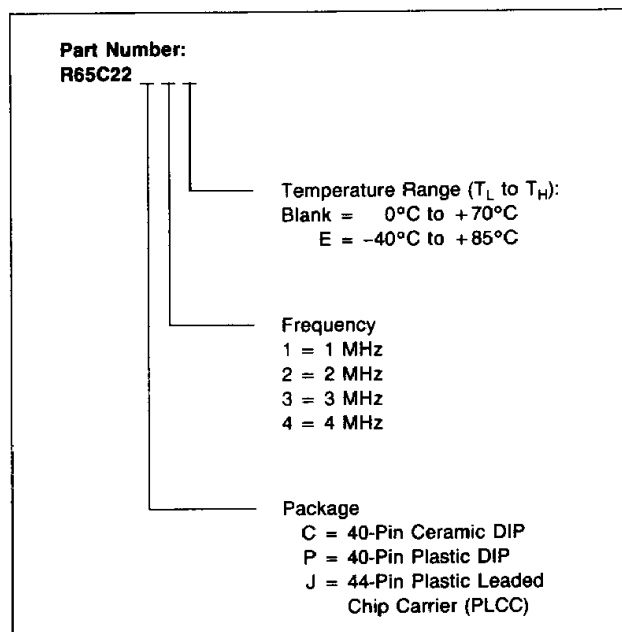 Part Number:
R65C22 _ _ _
Temperature Range (TL to TH):
Blank = 0°C to +70°C
E = –40°C to +85°C
Frequency
1 = 1 MHz
2 = 2 MHz
3 = 3 MHz
4 = 4 MHz
Package
C = 40-Pin Ceramic DIP
P = 40-Pin Plastic DIP
J = 44-Pin Plastic Leaded
Chip Carrier (PLCC)